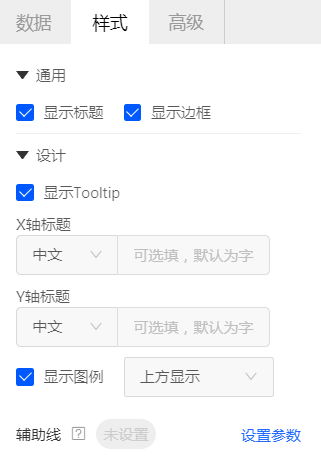 数据 样式 高级
通用
显示标题 显示边框
设计
显示Tooltip
X轴标题
中文 可选填，默认为字
Y轴标题
中文 可选填，默认为字
显示图例 上方显示
辅助线 ? 未设置 设置参数